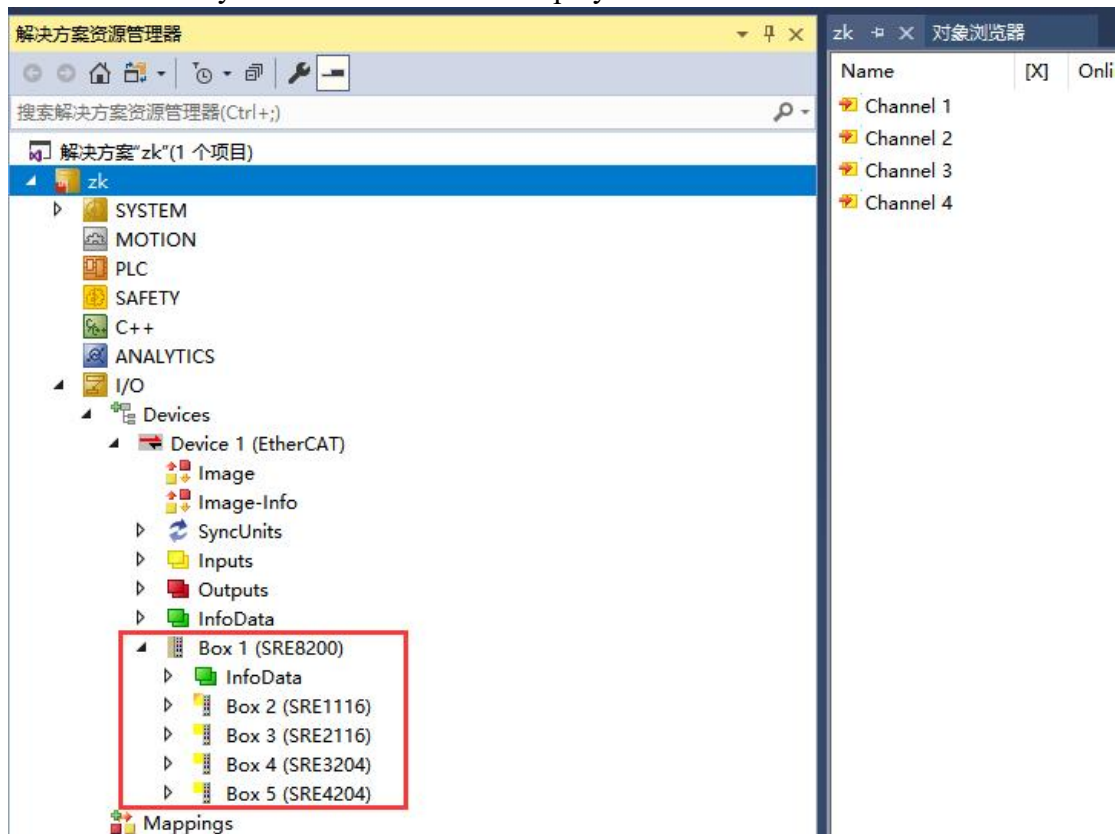 解决方案资源管理器
搜索解决方案资源管理器(Ctrl+;)
解决方案"zk"(1 个项目)
zk
SYSTEM
MOTION
PLC
SAFETY
C++
ANALYTICS
I/O
Devices
Device 1 (EtherCAT)
Image
Image-Info
SyncUnits
Inputs
Outputs
InfoData
Box 1 (SRE8200)
InfoData
Box 2 (SRE1116)
Box 3 (SRE2116)
Box 4 (SRE3204)
Box 5 (SRE4204)
Mappings
zk 对象浏览器
Name [X] Onli
Channel 1
Channel 2
Channel 3
Channel 4